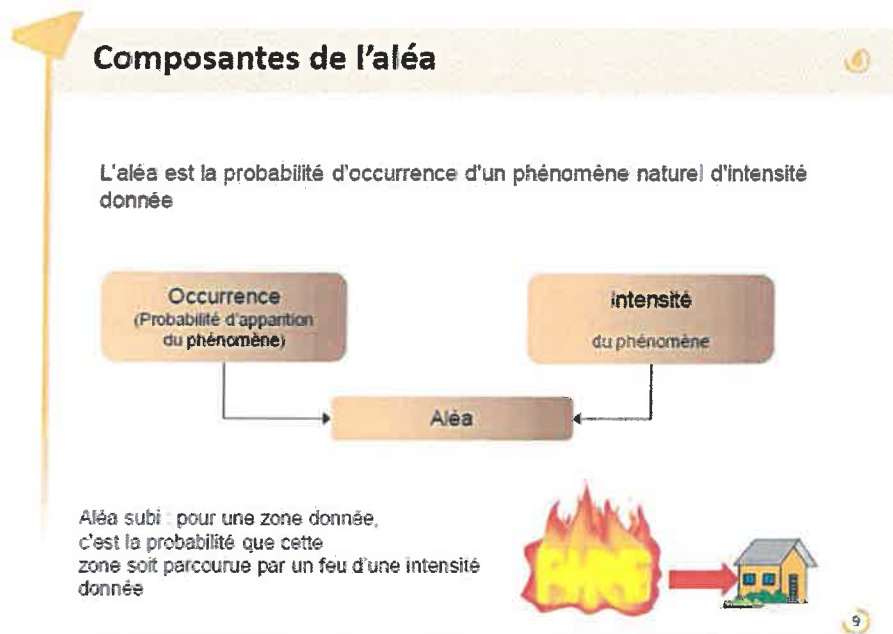 Composantes de l'aléa
L'aléa est la probabilité d'occurrence d'un phénomène naturel d'intensité
donnée
Occurrence
(Probabilité d'apparition
du phénomène)
Intensité
du phénomène
Aléa
Aléa subi : pour une zone donnée,
c'est la probabilité que cette
zone soit parcourue par un feu d'une intensité
donnée
FIRE
9